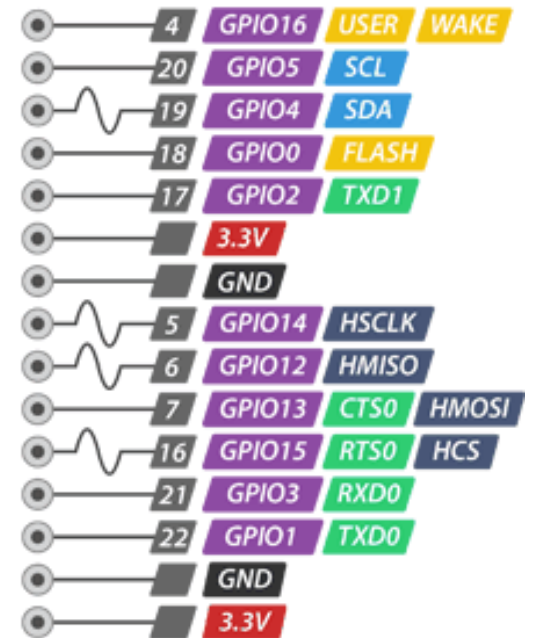 4 GPIO16 USER WAKE
20 GPIO5 SCL
19 GPIO4 SDA
18 GPIO0 FLASH
17 GPIO2 TXD1
3.3V
GND
5 GPIO14 HSCLK
6 GPIO12 HMISO
7 GPIO13 CTS0 HMOSI
16 GPIO15 RTS0 HCS
21 GPIO3 RXD0
22 GPIO1 TXD0
GND
3.3V